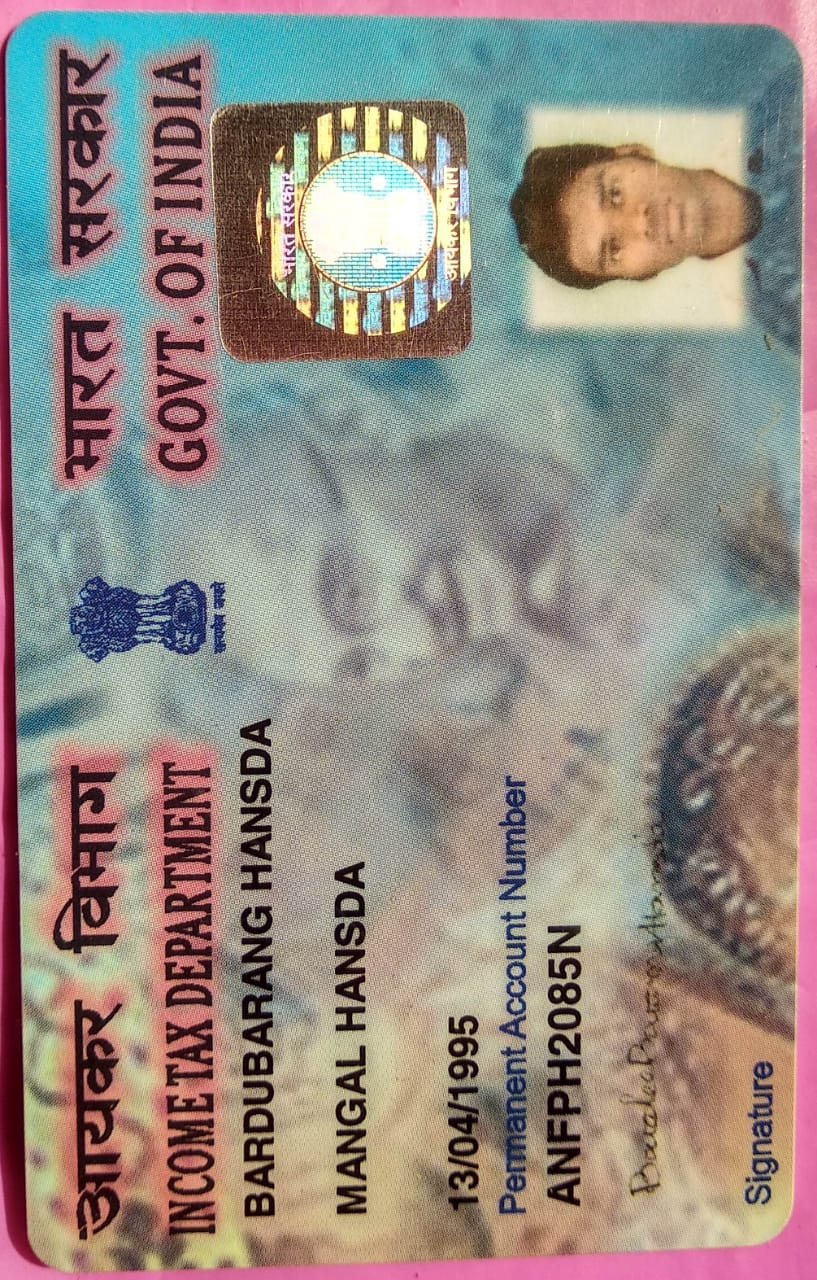 आयकर विभाग
INCOME TAX DEPARTMENT
सत्यमेव जयते
भारत सरकार
GOVT. OF INDIA
भारत सरकार
आयकर विभाग
BARDUBARANG HANSDA
MANGAL HANSDA
13/04/1995
Permanent Account Number
ANFPH2085N
Signature